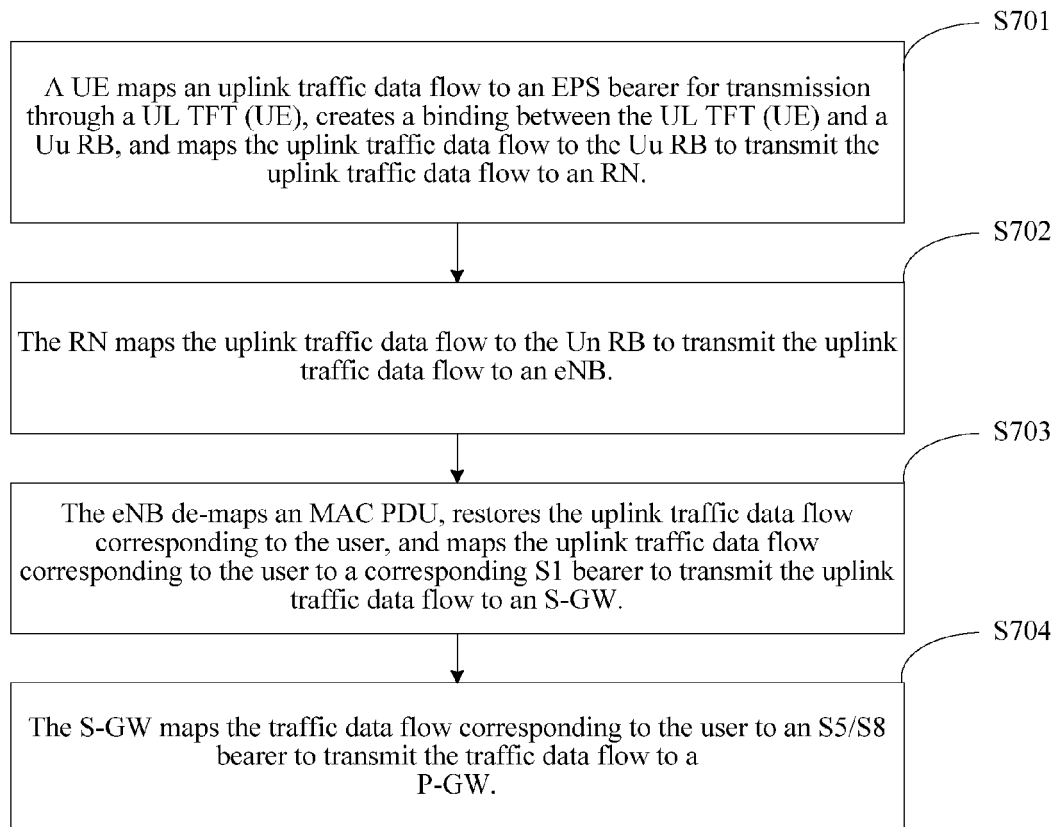 S701
A UE maps an uplink traffic data flow to an EPS bearer for transmission
through a UL TFT (UE), creates a binding between the UL TFT (UE) and a
Uu RB, and maps the uplink traffic data flow to the Uu RB to transmit the
uplink traffic data flow to an RN.
S702
The RN maps the uplink traffic data flow to the Un RB to transmit the uplink
traffic data flow to an eNB.
S703
The eNB de-maps an MAC PDU, restores the uplink traffic data flow
corresponding to the user, and maps the uplink traffic data flow
corresponding to the user to a corresponding S1 bearer to transmit the uplink
traffic data flow to an S-GW.
S704
The S-GW maps the traffic data flow corresponding to the user to an S5/S8
bearer to transmit the traffic data flow to a
P-GW.